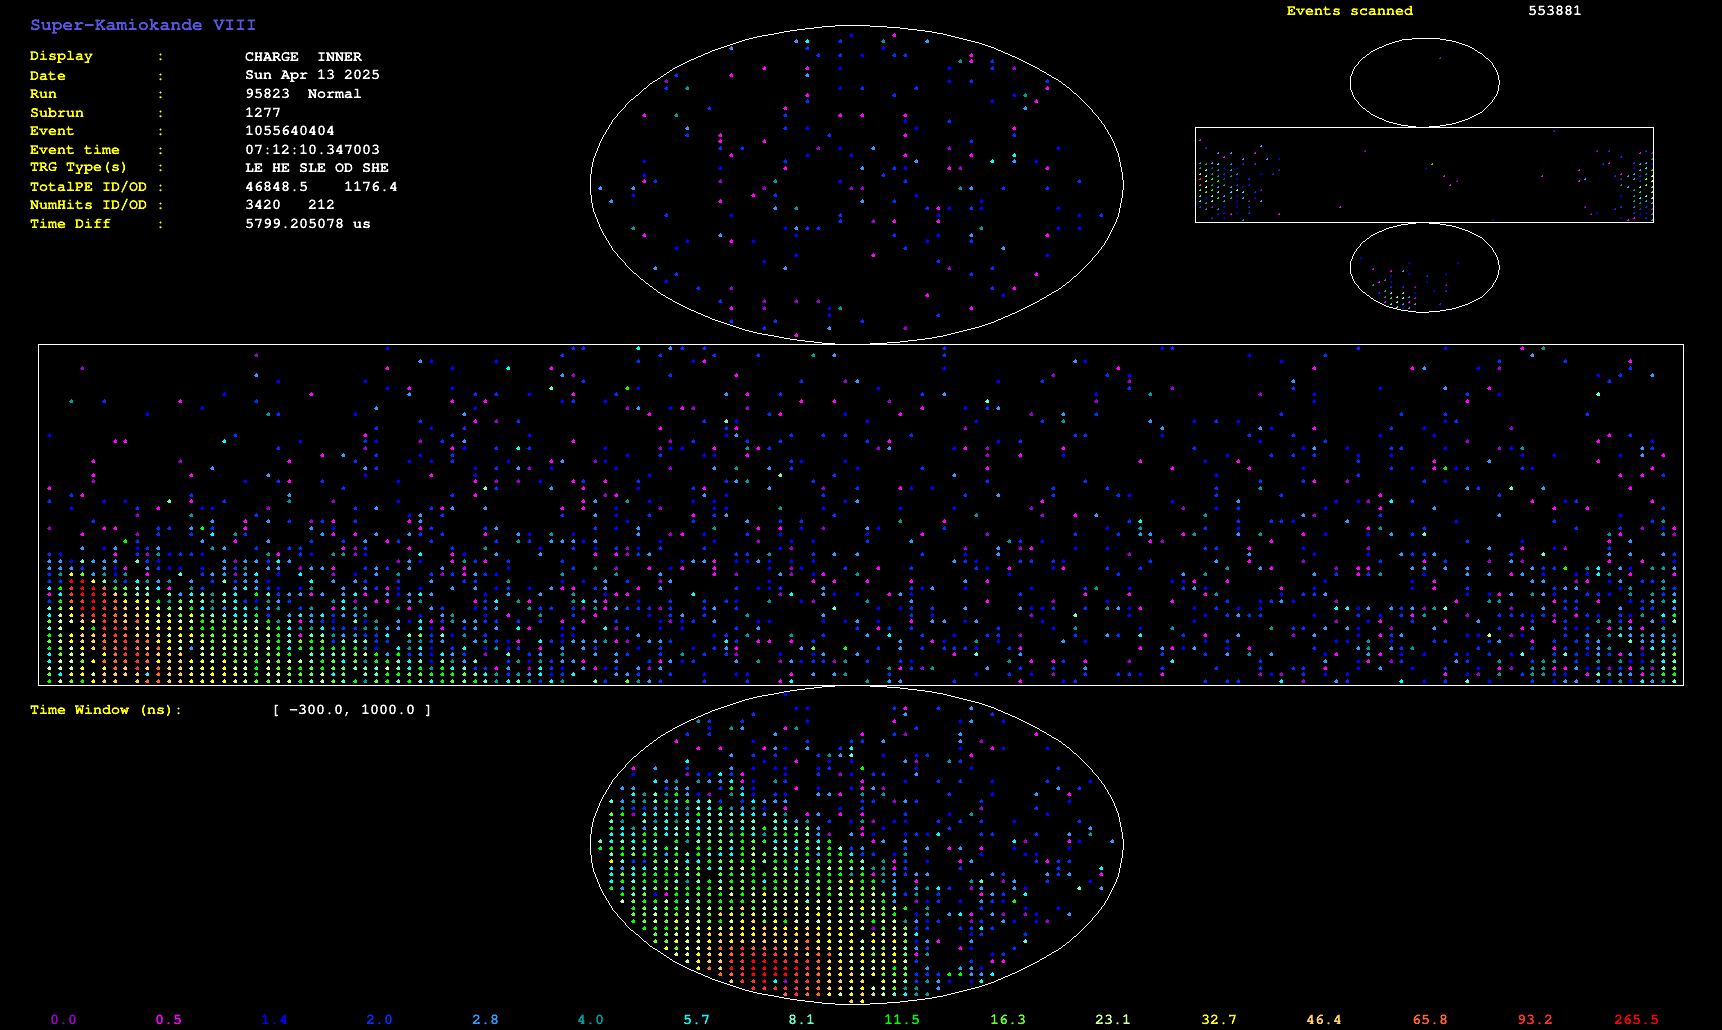 Super-Kamiokande VIII
Display : CHARGE INNER
Date : Sun Apr 13 2025
Run : 95823 Normal
Subrun : 1277
Event : 1055640404
Event time : 07:12:10.347003
TRG Type(s) : LE HE SLE OD SHE
TotalPE ID/OD : 46848.5 1176.4
NumHits ID/OD : 3420 212
Time Diff : 5799.205078 us
Events scanned 553881
Time Window (ns): [ -300.0, 1000.0 ]
0.0 0.5 1.4 2.0 2.8 4.0 5.7 8.1 11.5 16.3 23.1 32.7 46.4 65.8 93.2 265.5